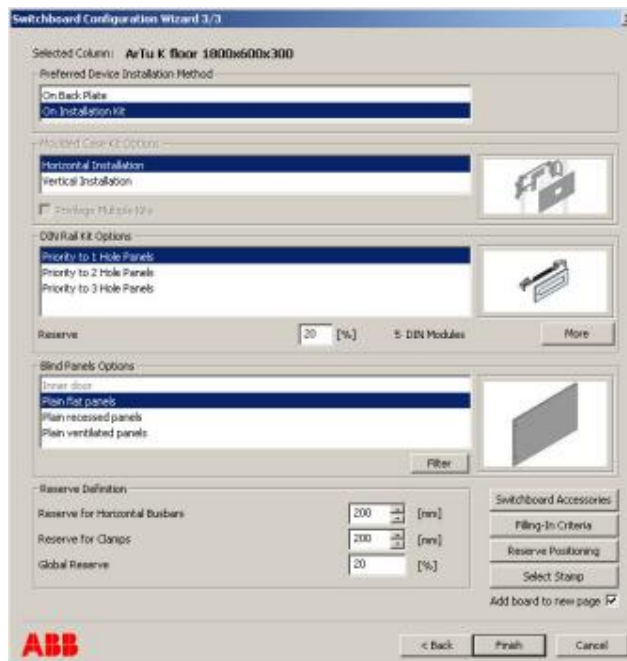 Switchboard Configuration Wizard 3/3
Selected Column: ArTu K floor 1800x600x300
Preferred Device Installation Method
On Back Plate
On Installation Kit
Moulded Case Kit Options
Horizontal Installation
Vertical Installation
Privilege Multiple Kits
DIN Rail Kit Options
Priority to 1 Hole Panels
Priority to 2 Hole Panels
Priority to 3 Hole Panels
Reserve 20 [%] 5 DIN Modules More
Blind Panels Options
Inner door
Plain flat panels
Plain recessed panels
Plain ventilated panels
Filter
Reserve Definition
Reserve for Horizontal Busbars 200 [mm]
Reserve for Clamps 200 [mm]
Global Reserve 20 [%]
Switchboard Accessories
Filling-In Criteria
Reserve Positioning
Select Stamp
Add board to new page
ABB
< Back Finish Cancel